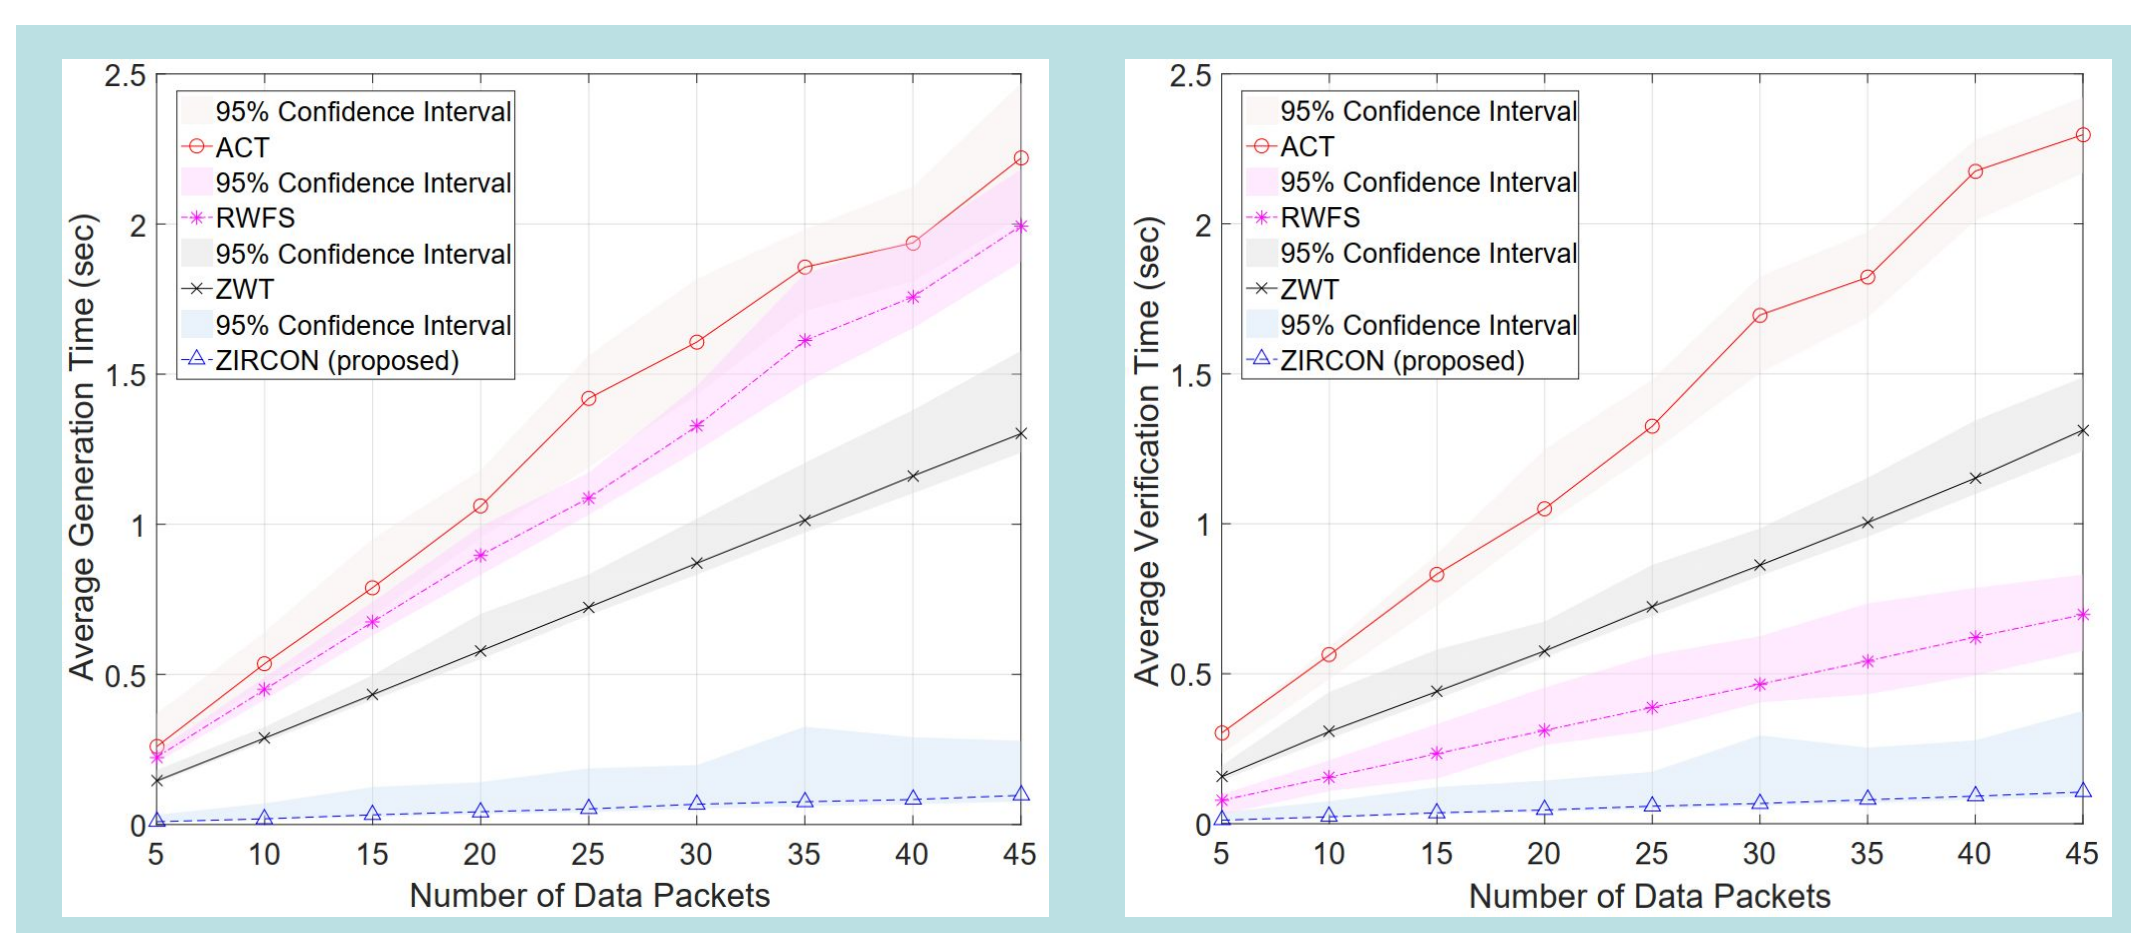 2.5
2
1.5
1
0.5
0
Average Generation Time (sec)
95% Confidence Interval
ACT
95% Confidence Interval
RWFS
95% Confidence Interval
ZWT
95% Confidence Interval
ZIRCON (proposed)
5 10 15 20 25 30 35 40 45
Number of Data Packets
2.5
2
1.5
1
0.5
0
Average Verification Time (sec)
95% Confidence Interval
ACT
95% Confidence Interval
RWFS
95% Confidence Interval
ZWT
95% Confidence Interval
ZIRCON (proposed)
5 10 15 20 25 30 35 40 45
Number of Data Packets